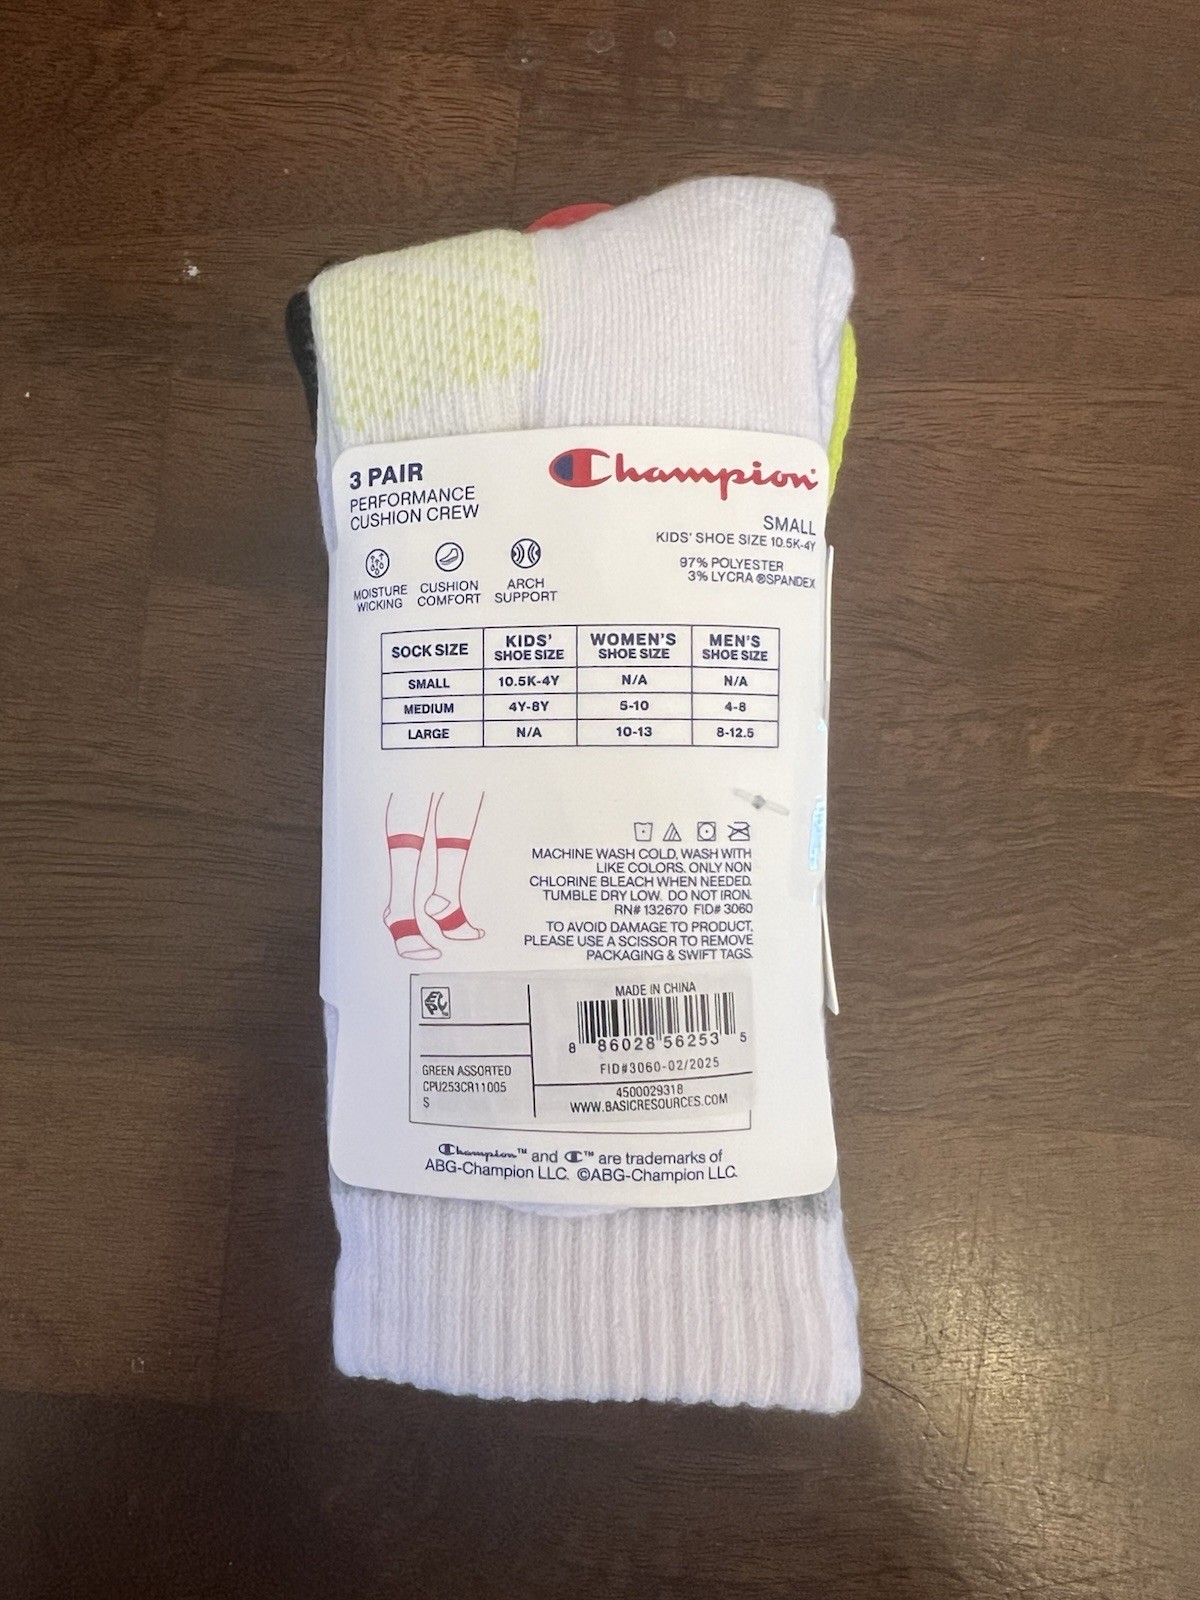 3 PAIR
PERFORMANCE
CUSHION CREW
Champion
SMALL
KIDS' SHOE SIZE 10.5K-4Y
97% POLYESTER
3% LYCRA ®SPANDEX
MOISTURE WICKING
CUSHION COMFORT
ARCH SUPPORT
SOCK SIZE KIDS' SHOE SIZE WOMEN'S SHOE SIZE MEN'S SHOE SIZE
SMALL 10.5K-4Y N/A N/A
MEDIUM 4Y-8Y 5-10 4-8
LARGE N/A 10-13 8-12.5
MACHINE WASH COLD, WASH WITH
LIKE COLORS. ONLY NON
CHLORINE BLEACH WHEN NEEDED.
TUMBLE DRY LOW. DO NOT IRON.
RN# 132670 FID# 3060
TO AVOID DAMAGE TO PRODUCT,
PLEASE USE A SCISSOR TO REMOVE
PACKAGING & SWIFT TAGS.
MADE IN CHINA
8 86028 56253 5
FID#3060-02/2025
GREEN ASSORTED
CPU253CR11005
S
4500029318
WWW.BASICRESOURCES.COM
Champion™ and C™ are trademarks of
ABG-Champion LLC. ©ABG-Champion LLC.